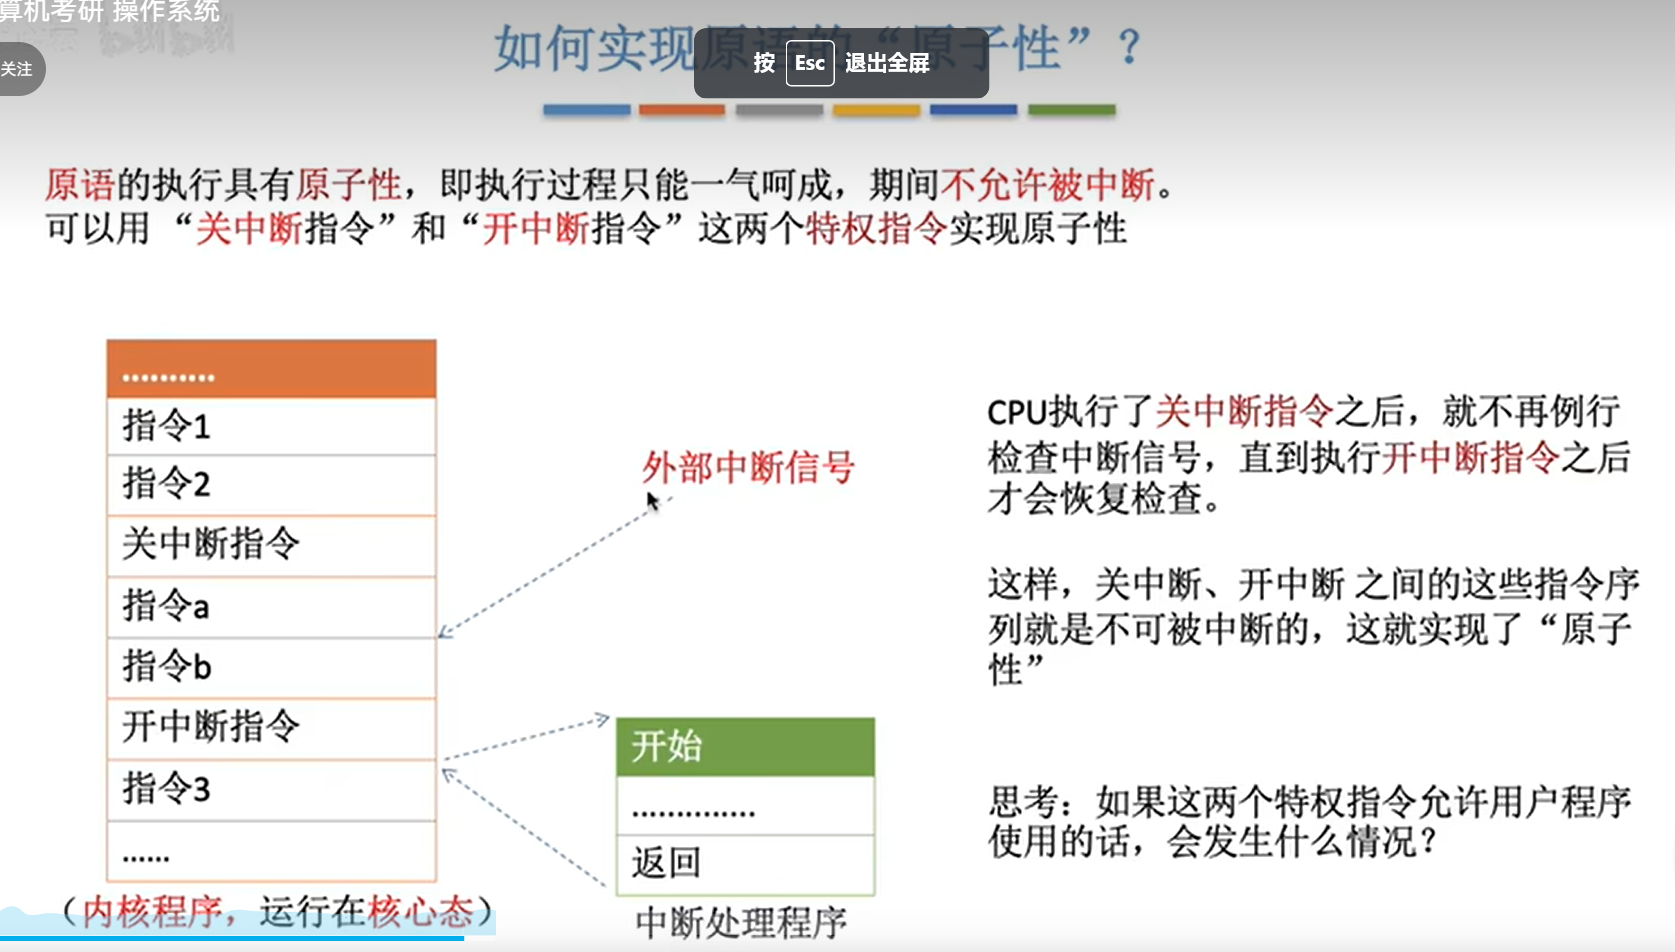 算机考研 操作系统
关注
如何实现原语的“原子性”？
按 Esc 退出全屏
原语的执行具有原子性，即执行过程只能一气呵成，期间不允许被中断。
可以用 “关中断指令”和“开中断指令”这两个特权指令实现原子性
..........
指令1
指令2
关中断指令
指令a
指令b
开中断指令
指令3
......
（内核程序，运行在核心态）
外部中断信号
开始
..............
返回
中断处理程序
CPU执行了关中断指令之后，就不再例行
检查中断信号，直到执行开中断指令之后
才会恢复检查。
这样，关中断、开中断 之间的这些指令序
列就是不可被中断的，这就实现了“原子
性”
思考：如果这两个特权指令允许用户程序
使用的话，会发生什么情况？